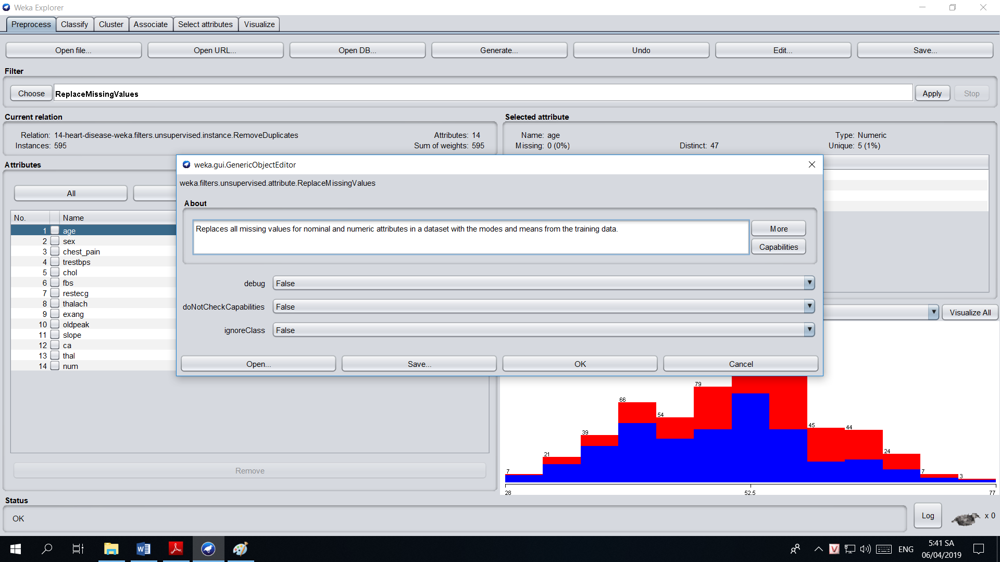 Weka Explorer
Preprocess Classify Cluster Associate Select attributes Visualize
Open file... Open URL... Open DB... Generate... Undo Edit... Save...
Filter
Choose ReplaceMissingValues Apply Stop
Current relation
Relation: 14-heart-disease-weka.filters.unsupervised.instance.RemoveDuplicates Attributes: 14
Instances: 595 Sum of weights: 595
Selected attribute
Name: age Type: Numeric
Missing: 0 (0%) Distinct: 47 Unique: 5 (1%)
Attributes
All
No. Name
1 age
2 sex
3 chest_pain
4 trestbps
5 chol
6 fbs
7 restecg
8 thalach
9 exang
10 oldpeak
11 slope
12 ca
13 thal
14 num
Remove
weka.gui.GenericObjectEditor
weka.filters.unsupervised.attribute.ReplaceMissingValues
About
Replaces all missing values for nominal and numeric attributes in a dataset with the modes and means from the training data.
More
Capabilities
debug False
doNotCheckCapabilities False
ignoreClass False
Open... Save... OK Cancel
Visualize All
7 21 39 66 54 79 45 44 24 7 3
28 52.5 77
Status
OK
Log x 0
ENG
5:41 SA
06/04/2019